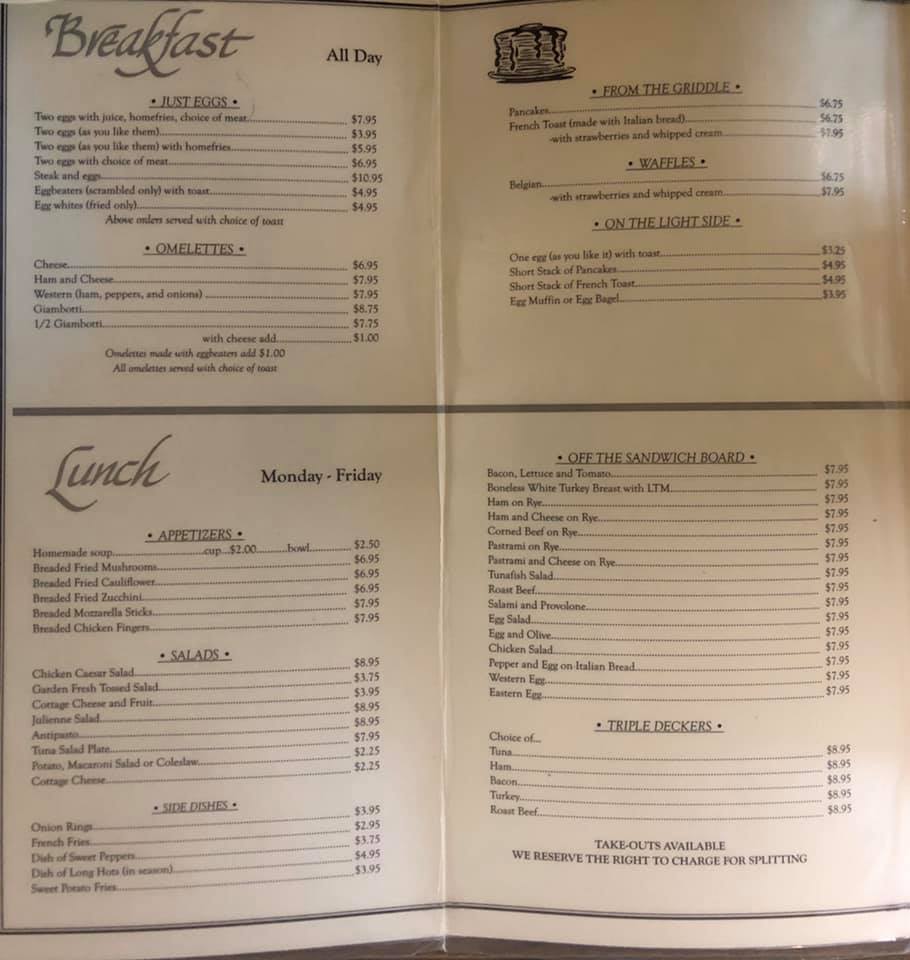 Breakfast
All Day
• JUST EGGS •
Two eggs with juice, homefries, choice of meat $7.95
Two eggs (as you like them) $3.95
Two eggs (as you like them) with homefries $5.95
Two eggs with choice of meat $6.95
Steak and eggs $10.95
Eggbeaters (scrambled only) with toast $4.95
Egg whites (fried only) $4.95
Above orders served with choice of toast
• OMELETTES •
Cheese $6.95
Ham and Cheese $7.95
Western (ham, peppers, and onions) $7.95
Giambotti $8.75
1/2 Giambotti $7.75
with cheese add $1.00
Omelettes made with eggbeaters add $1.00
All omelettes served with choice of toast
• FROM THE GRIDDLE •
Pancakes $6.75
French Toast (made with Italian bread) $6.75
-with strawberries and whipped cream $7.95
• WAFFLES •
Belgian $6.75
-with strawberries and whipped cream $7.95
• ON THE LIGHT SIDE •
One egg (as you like it) with toast $3.25
Short Stack of Pancakes $4.95
Short Stack of French Toast $4.95
Egg Muffin or Egg Bagel $3.95
Lunch
Monday - Friday
• APPETIZERS •
Homemade soup cup $2.00 bowl $2.50
Breaded Fried Mushrooms $6.95
Breaded Fried Cauliflower $6.95
Breaded Fried Zucchini $6.95
Breaded Mozzarella Sticks $7.95
Breaded Chicken Fingers $7.95
• SALADS •
Chicken Caesar Salad $8.95
Garden Fresh Tossed Salad $3.75
Cottage Cheese and Fruit $3.95
Julienne Salad $8.95
Antipasto $8.95
Tuna Salad Plate $7.95
Potato, Macaroni Salad or Coleslaw $2.25
Cottage Cheese $2.25
• SIDE DISHES •
Onion Rings $3.95
French Fries $2.95
Dish of Sweet Peppers $3.75
Dish of Long Hots (in season) $4.95
Sweet Potato Fries $3.95
• OFF THE SANDWICH BOARD •
Bacon, Lettuce and Tomato $7.95
Boneless White Turkey Breast with LTM $7.95
Ham on Rye $7.95
Ham and Cheese on Rye $7.95
Corned Beef on Rye $7.95
Pastrami on Rye $7.95
Pastrami and Cheese on Rye $7.95
Tunafish Salad $7.95
Roast Beef $7.95
Salami and Provolone $7.95
Egg Salad $7.95
Egg and Olive $7.95
Chicken Salad $7.95
Pepper and Egg on Italian Bread $7.95
Western Egg $7.95
Eastern Egg $7.95
• TRIPLE DECKERS •
Choice of...
Tuna $8.95
Ham $8.95
Bacon $8.95
Turkey $8.95
Roast Beef $8.95
TAKE-OUTS AVAILABLE
WE RESERVE THE RIGHT TO CHARGE FOR SPLITTING